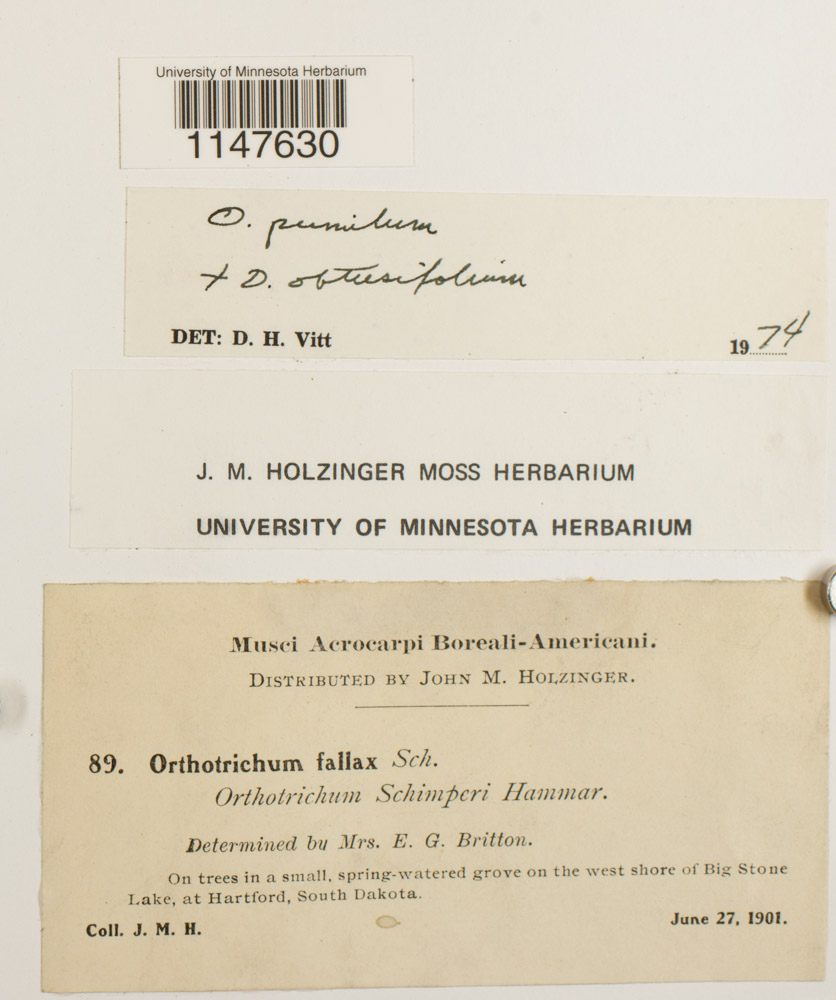 University of Minnesota Herbarium
1147630
O. pumilum
+ O. obtusifolium
DET: D. H. Vitt
1974
J. M. HOLZINGER MOSS HERBARIUM
UNIVERSITY OF MINNESOTA HERBARIUM
Musci Acrocarpi Boreali-Americani.
DISTRIBUTED BY JOHN M. HOLZINGER.
89. Orthotrichum fallax Sch.
Orthotrichum Schimperi Hammar.
Determined by Mrs. E. G. Britton.
On trees in a small, spring-watered grove on the west shore of Big Stone
Lake, at Hartford, South Dakota.
Coll. J. M. H.
June 27, 1901.